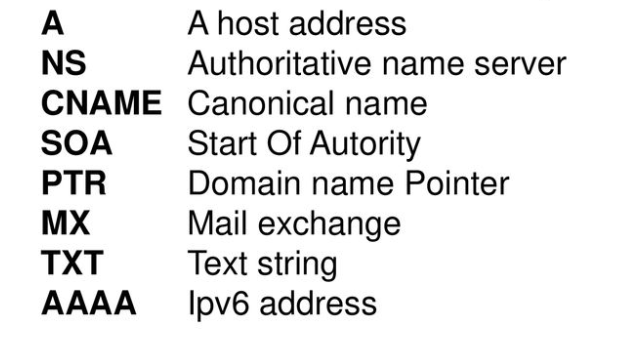 A A host address
NS Authoritative name server
CNAME Canonical name
SOA Start Of Autority
PTR Domain name Pointer
MX Mail exchange
TXT Text string
AAAA Ipv6 address